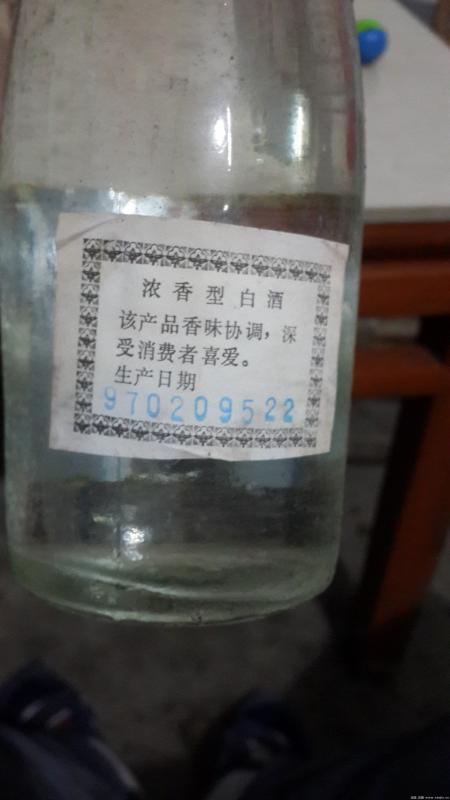 浓香型白酒
该产品香味协调，深
受消费者喜爱。
生产日期
970209522